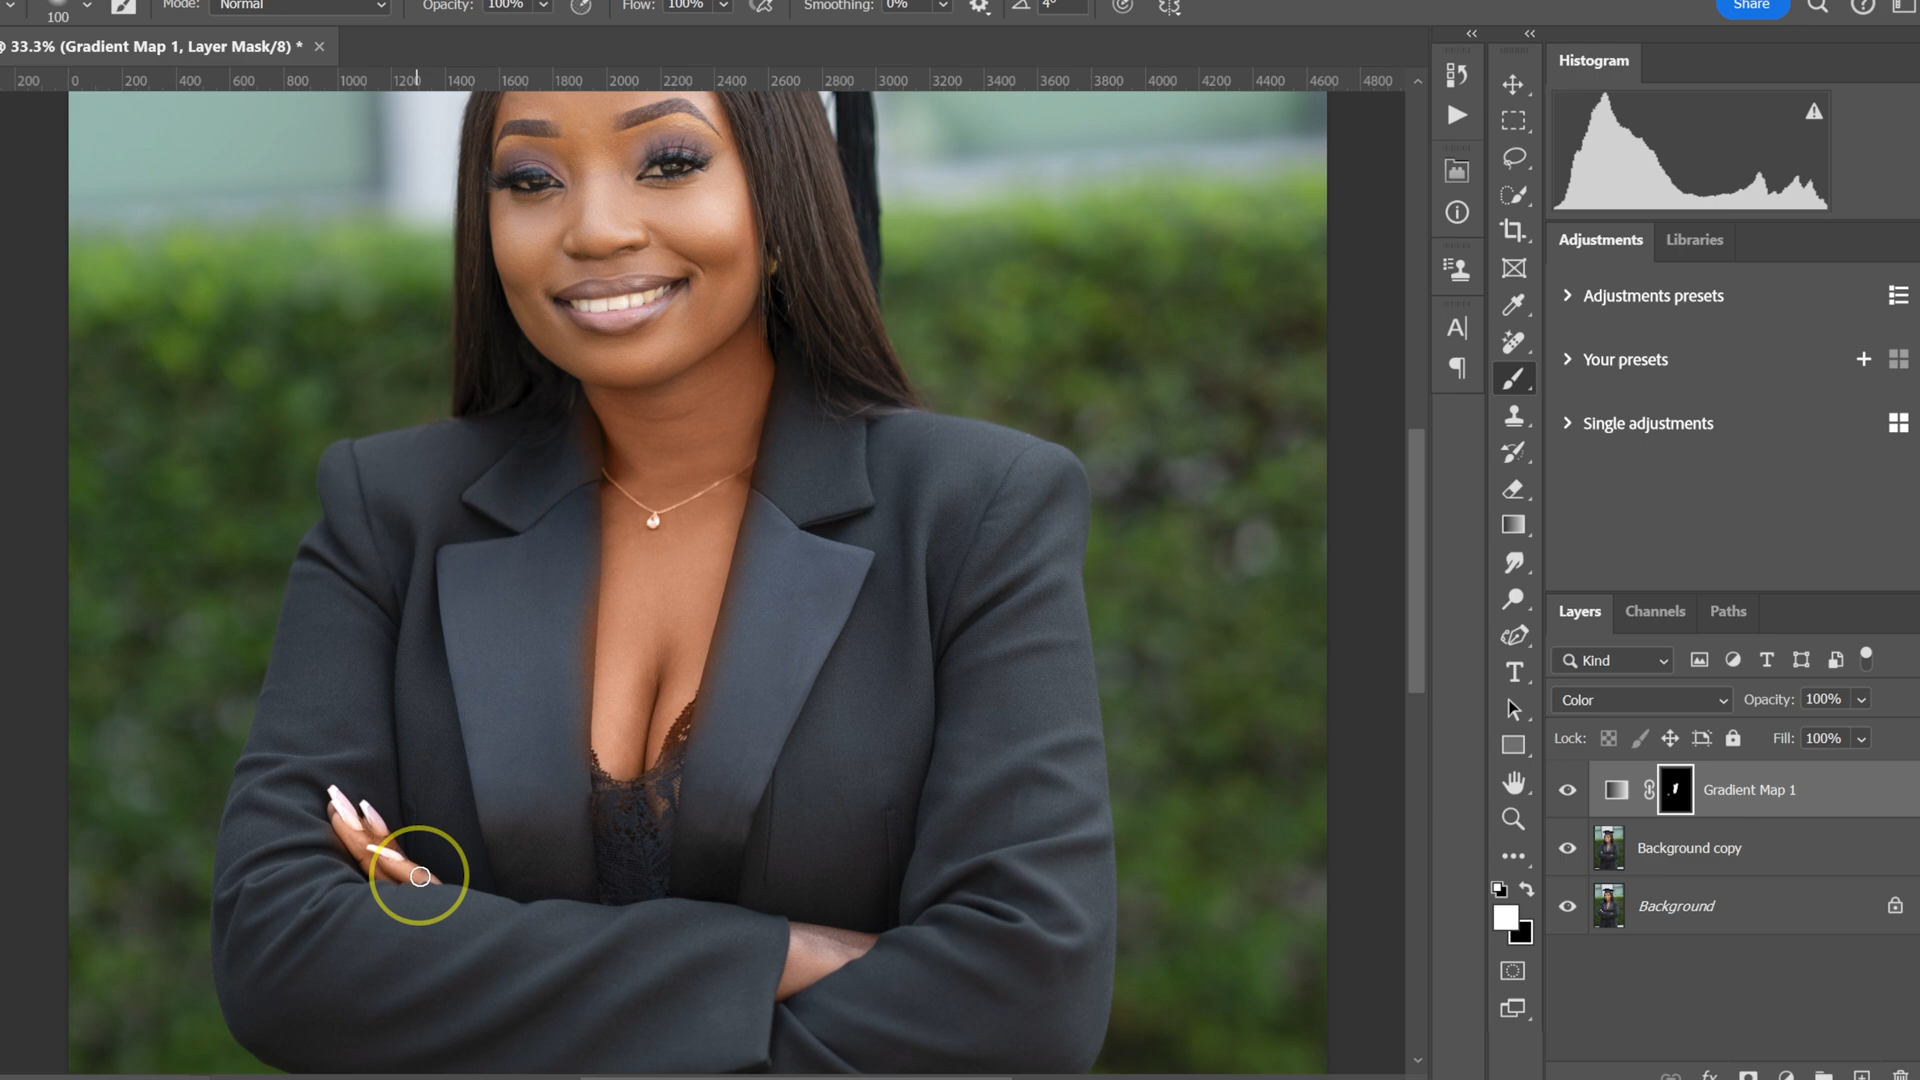 100
Mode: Normal
Opacity: 100%
Flow: 100%
Smoothing: 0%
4°
Share
@ 33.3% (Gradient Map 1, Layer Mask/8) *
200 0 200 400 600 800 1000 1200 1400 1600 1800 2000 2200 2400 2600 2800 3000 3200 3400 3600 3800 4000 4200 4400 4600 4800
Histogram
Adjustments Libraries
Adjustments presets
Your presets
Single adjustments
Layers Channels Paths
Kind
Color Opacity: 100%
Lock: Fill: 100%
Gradient Map 1
Background copy
Background